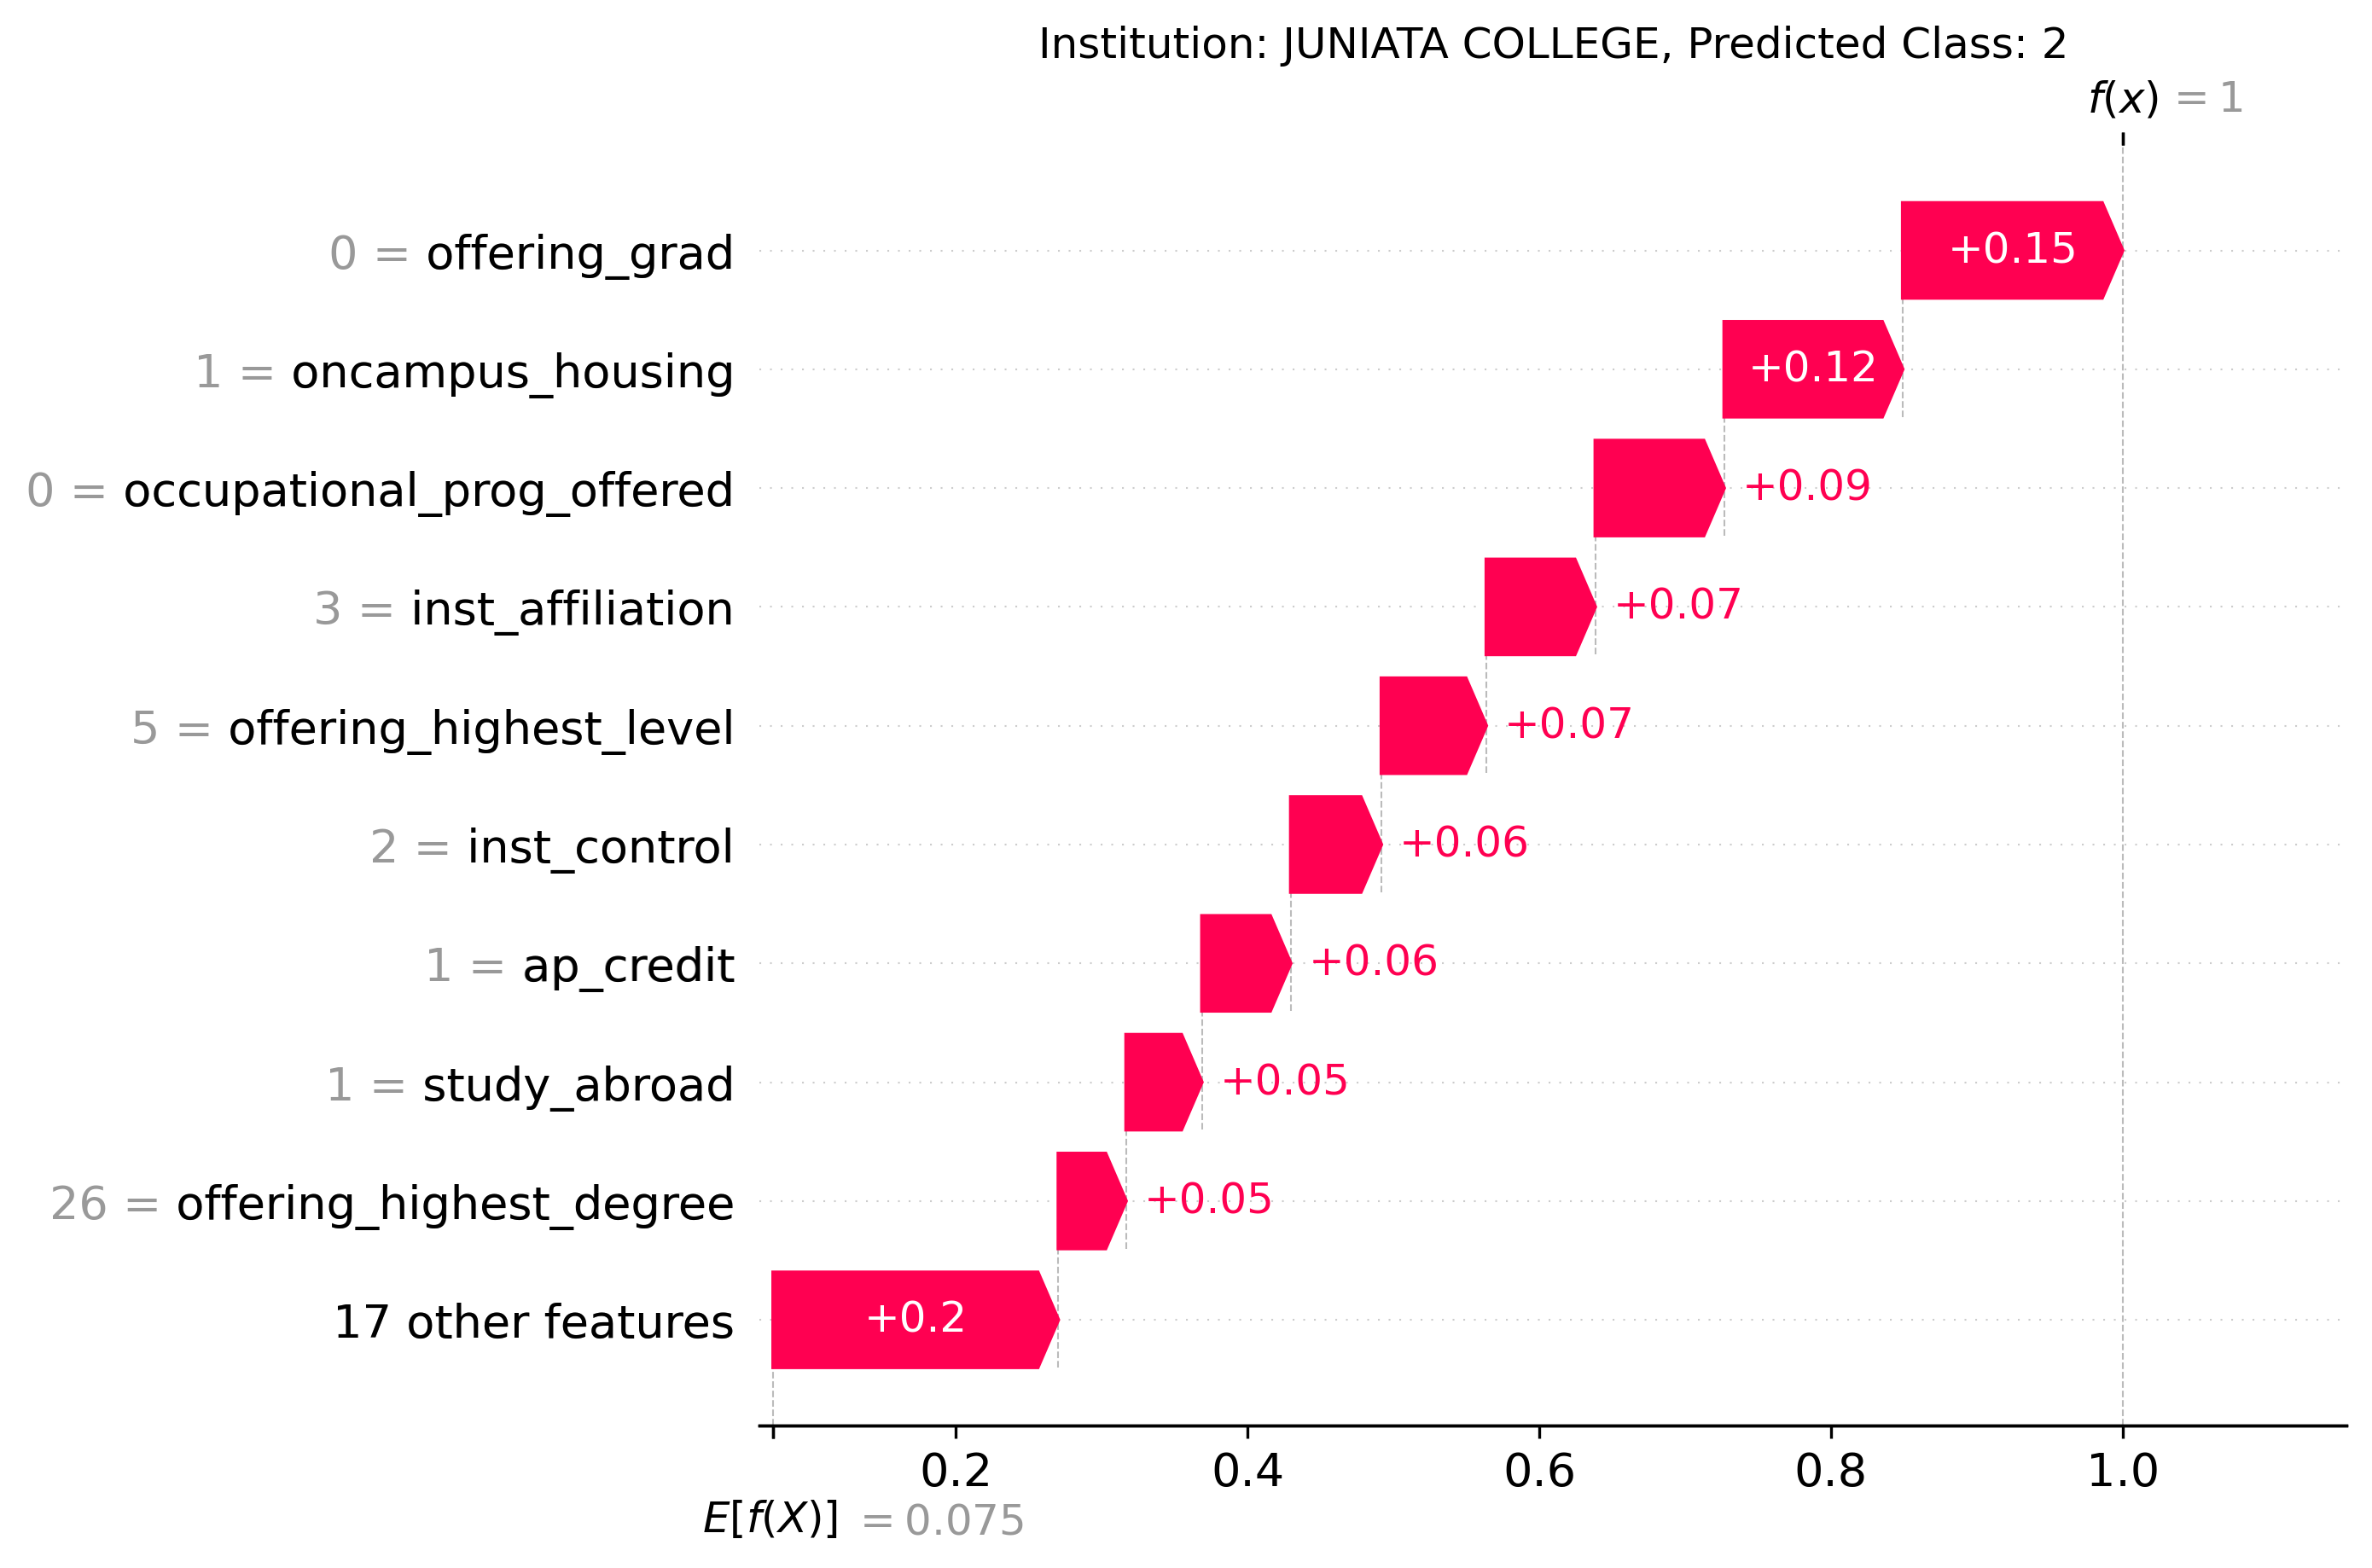 Institution: JUNIATA COLLEGE, Predicted Class: 2
f(x) = 1
0 = offering_grad +0.15
1 = oncampus_housing +0.12
0 = occupational_prog_offered +0.09
3 = inst_affiliation +0.07
5 = offering_highest_level +0.07
2 = inst_control +0.06
1 = ap_credit +0.06
1 = study_abroad +0.05
26 = offering_highest_degree +0.05
17 other features +0.2
0.2 0.4 0.6 0.8 1.0
E[f(X)] = 0.075